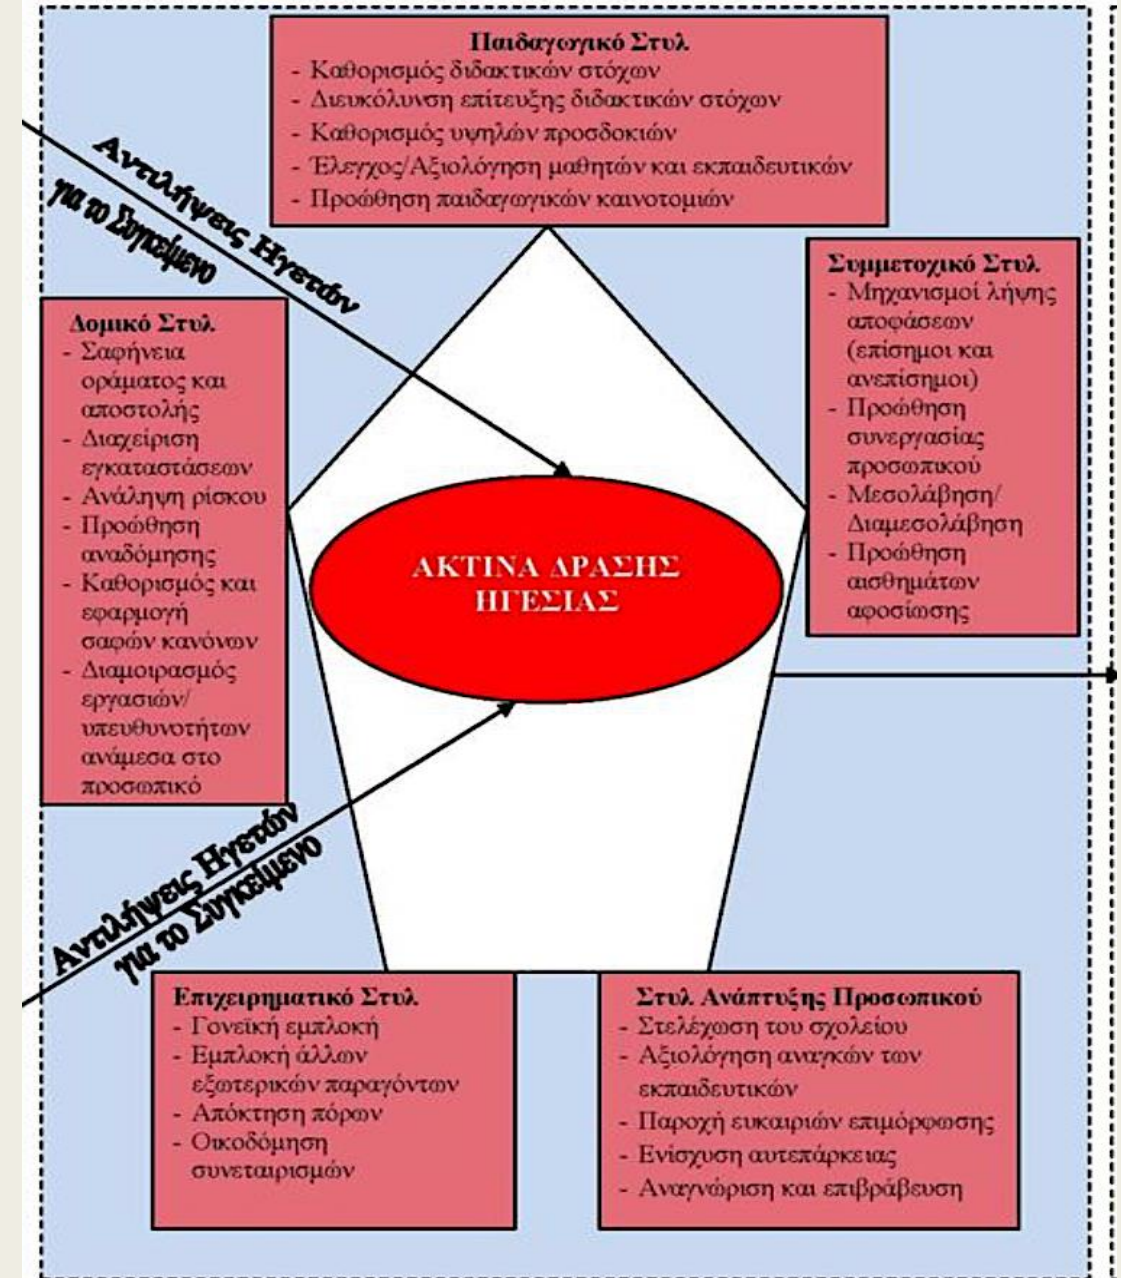 Παιδαγωγικό Στυλ
- Καθορισμός διδακτικών στόχων
- Διευκόλυνση επίτευξης διδακτικών στόχων
- Καθορισμός υψηλών προσδοκιών
- Έλεγχος/Αξιολόγηση μαθητών και εκπαιδευτικών
- Προώθηση παιδαγωγικών καινοτομιών
Αντιλήψεις Ηγετών
για το Συγκείμενο
Συμμετοχικό Στυλ
- Μηχανισμοί λήψης
αποφάσεων
(επίσημοι και
ανεπίσημοι)
- Προώθηση
συνεργασίας
προσωπικού
- Μεσολάβηση/
Διαμεσολάβηση
- Προώθηση
αισθημάτων
αφοσίωσης
Δομικό Στυλ
- Σαφήνεια
οράματος και
αποστολής
- Διαχείριση
εγκαταστάσεων
- Ανάληψη ρίσκου
- Προώθηση
αναδόμησης
- Καθορισμός και
εφαρμογή
σαφών κανόνων
- Διαμοιρασμός
εργασιών/
υπευθυνοτήτων
ανάμεσα στο
προσωπικό
ΑΚΤΙΝΑ ΔΡΑΣΗΣ
ΗΓΕΣΙΑΣ
Αντιλήψεις Ηγετών
για το Συγκείμενο
Επιχειρηματικό Στυλ
- Γονεϊκή εμπλοκή
- Εμπλοκή άλλων
εξωτερικών παραγόντων
- Απόκτηση πόρων
- Οικοδόμηση
συνεταιρισμών
Στυλ Ανάπτυξης Προσωπικού
- Στελέχωση του σχολείου
- Αξιολόγηση αναγκών των
εκπαιδευτικών
- Παροχή ευκαιριών επιμόρφωσης
- Ενίσχυση αυτεπάρκειας
- Αναγνώριση και επιβράβευση